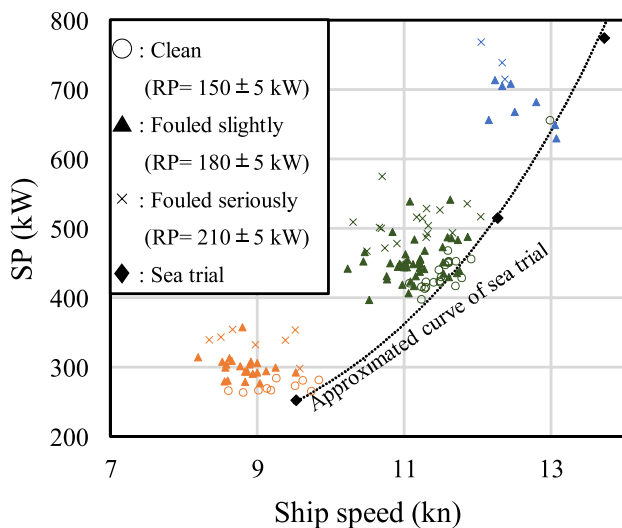 800
700
600
500
400
300
200
SP (kW)
○ : Clean
(RP= 150 ± 5 kW)
▲ : Fouled slightly
(RP= 180 ± 5 kW)
× : Fouled seriously
(RP= 210 ± 5 kW)
◆ : Sea trial
Approximated curve of sea trial
7 9 11 13
Ship speed (kn)